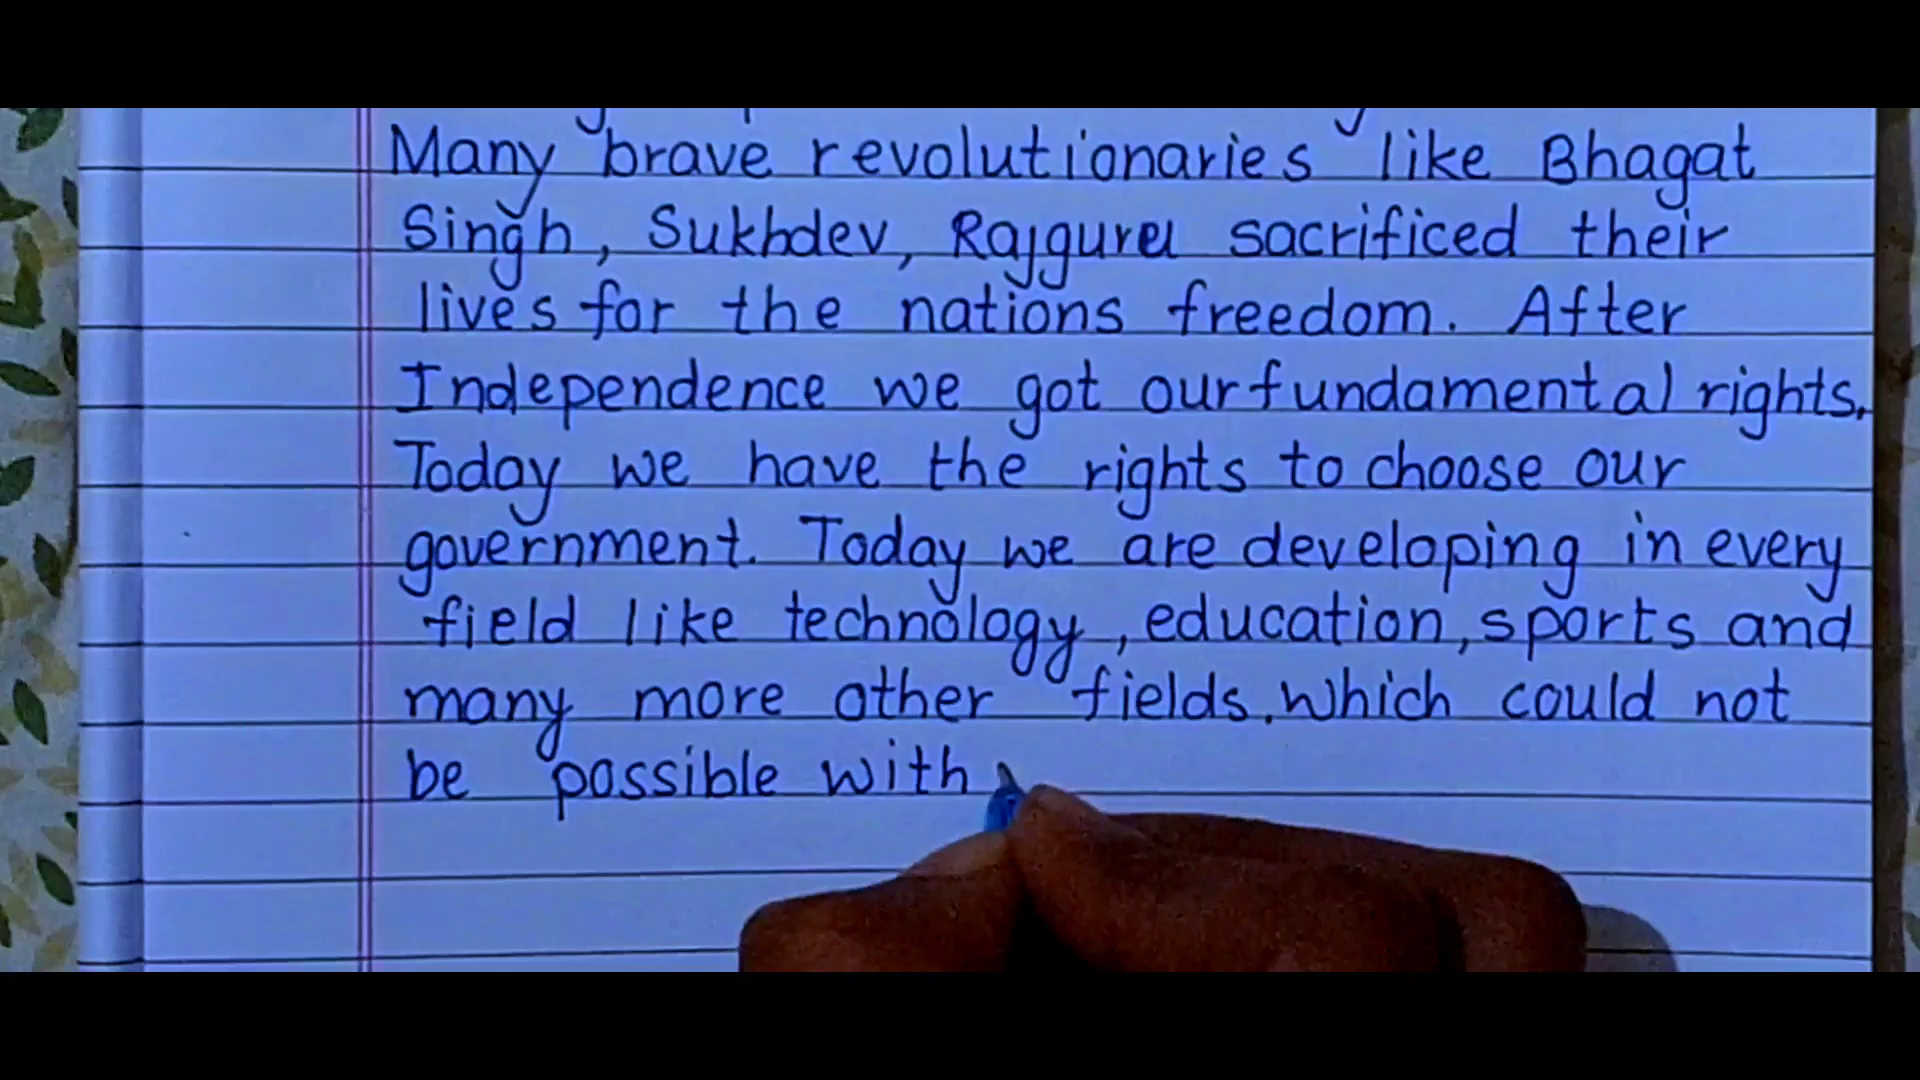 Many brave revolutionaries like Bhagat
Singh, Sukhdev, Rajguru sacrificed their
lives for the nations freedom. After
Independence we got our fundamental rights.
Today we have the rights to choose our
government. Today we are developing in every
field like technology, education, sports and
many more other fields. which could not
be possible with